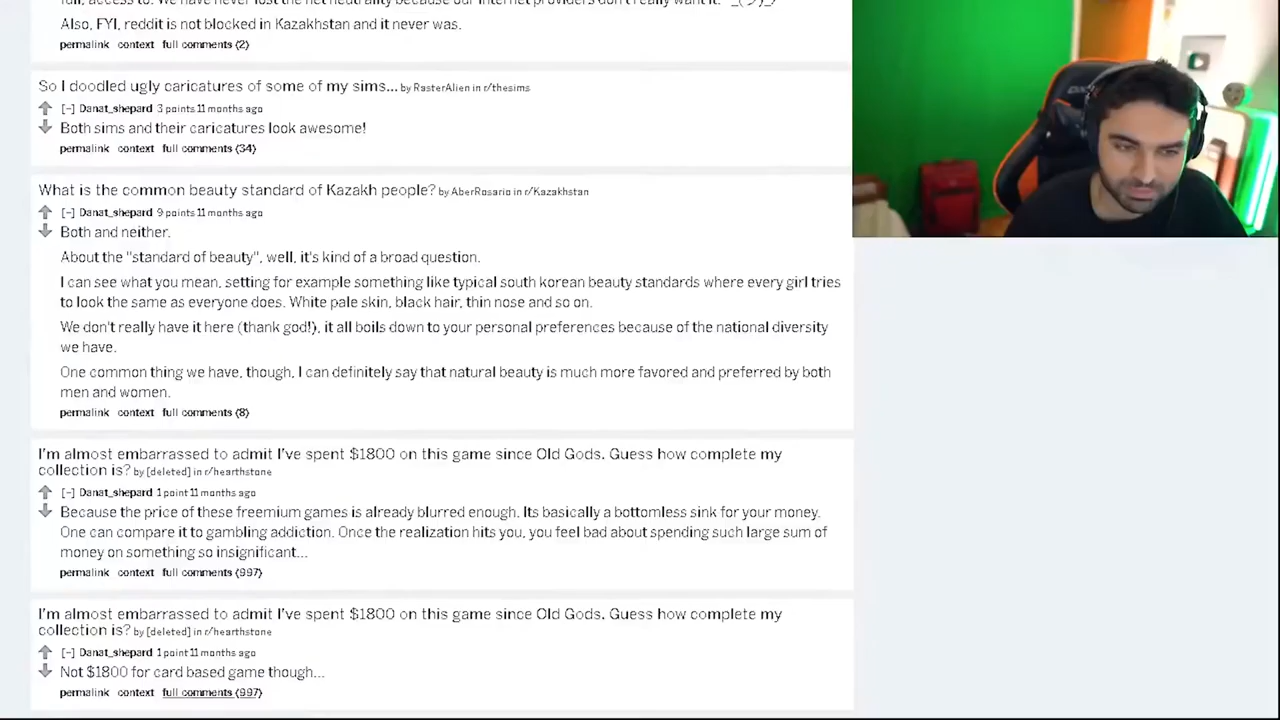 Also, FYI, reddit is not blocked in Kazakhstan and it never was.
permalink context full comments (2)
So I doodled ugly caricatures of some of my sims... by RasterAlien in r/thesims
[–] Danat_shepard 3 points 11 months ago
Both sims and their caricatures look awesome!
permalink context full comments (34)
What is the common beauty standard of Kazakh people? by AberRosario in r/Kazakhstan
[–] Danat_shepard 9 points 11 months ago
Both and neither.
About the "standard of beauty", well, it's kind of a broad question.
I can see what you mean, setting for example something like typical south korean beauty standards where every girl tries
to look the same as everyone does. White pale skin, black hair, thin nose and so on.
We don't really have it here (thank god!), it all boils down to your personal preferences because of the national diversity
we have.
One common thing we have, though, I can definitely say that natural beauty is much more favored and preferred by both
men and women.
permalink context full comments (8)
I'm almost embarrassed to admit I've spent $1800 on this game since Old Gods. Guess how complete my
collection is? by [deleted] in r/hearthstone
[–] Danat_shepard 1 point 11 months ago
Because the price of these freemium games is already blurred enough. Its basically a bottomless sink for your money.
One can compare it to gambling addiction. Once the realization hits you, you feel bad about spending such large sum of
money on something so insignificant...
permalink context full comments (997)
I'm almost embarrassed to admit I've spent $1800 on this game since Old Gods. Guess how complete my
collection is? by [deleted] in r/hearthstone
[–] Danat_shepard 1 point 11 months ago
Not $1800 for card based game though...
permalink context full comments (997)